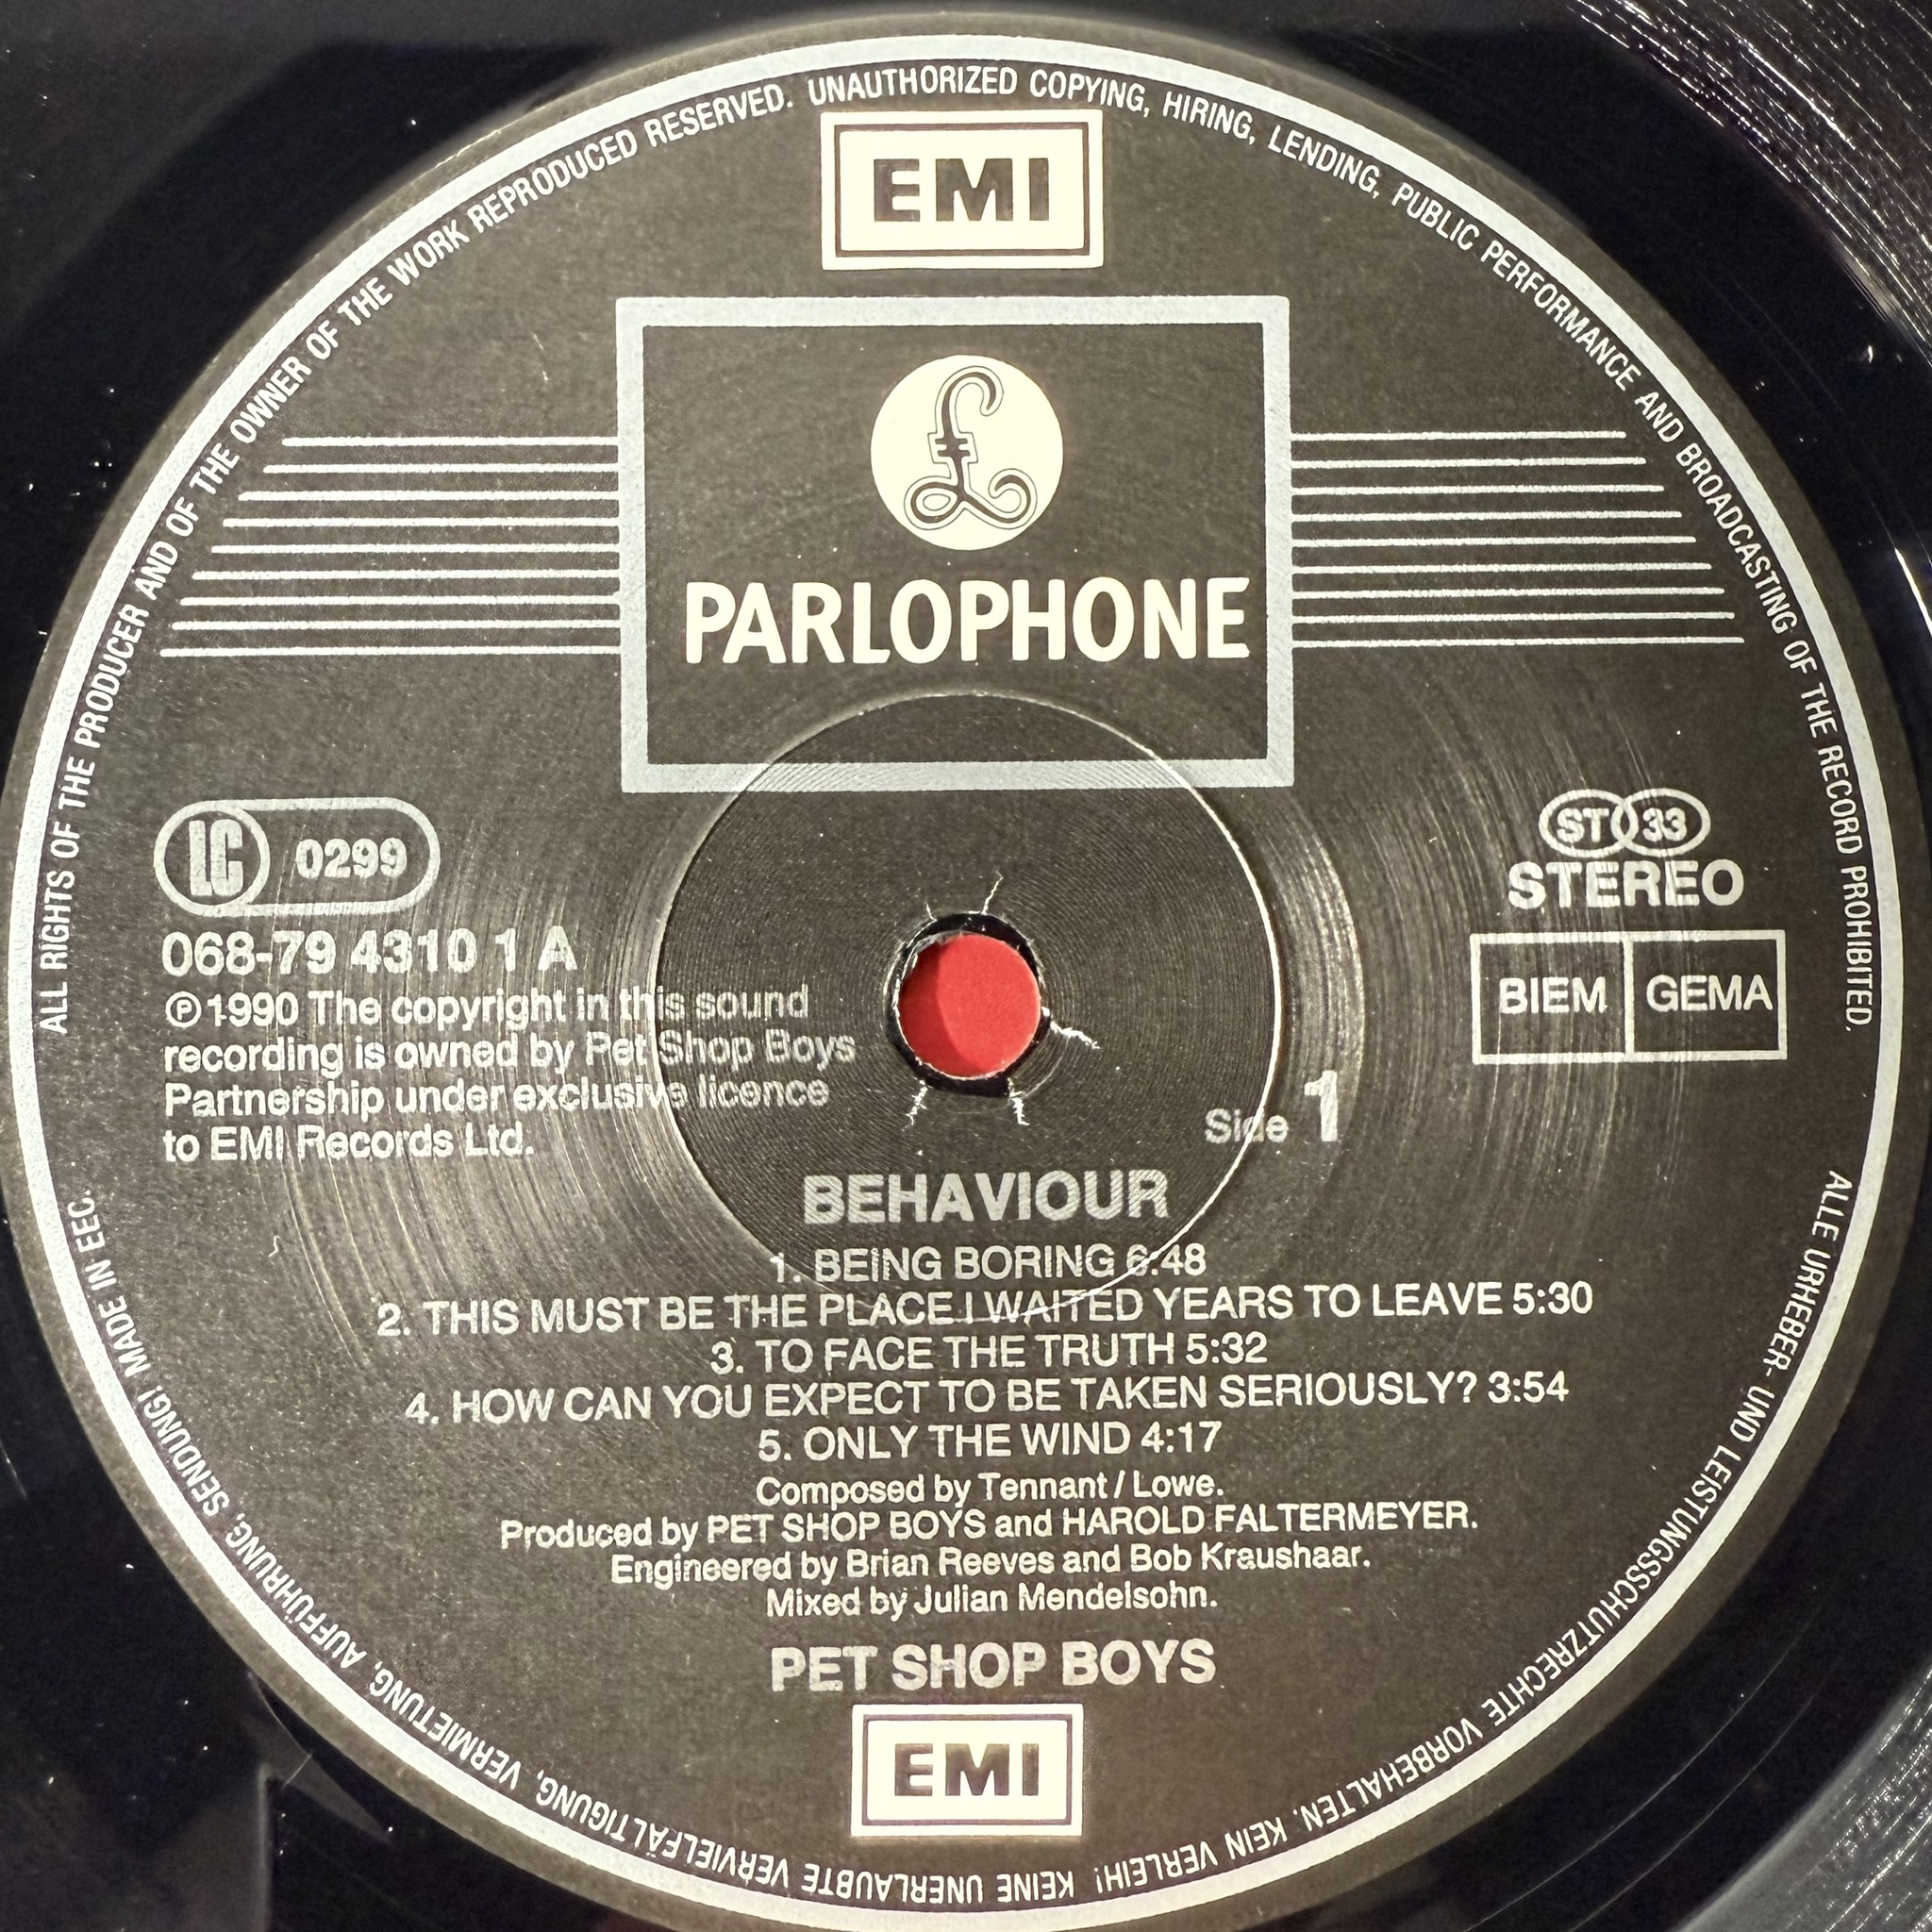 ALL RIGHTS OF THE PRODUCER AND OF THE OWNER OF THE WORK REPRODUCED RESERVED. UNAUTHORIZED COPYING, HIRING, LENDING, PUBLIC PERFORMANCE AND BROADCASTING OF THE RECORD PROHIBITED.
EMI
£
PARLOPHONE
LC 0299
068-79 4310 1 A
℗ 1990 The copyright in this sound
recording is owned by Pet Shop Boys
Partnership under exclusive licence
to EMI Records Ltd.
ST 33
STEREO
BIEM GEMA
Side 1
BEHAVIOUR
1. BEING BORING 6:48
2. THIS MUST BE THE PLACE I WAITED YEARS TO LEAVE 5:30
3. TO FACE THE TRUTH 5:32
4. HOW CAN YOU EXPECT TO BE TAKEN SERIOUSLY? 3:54
5. ONLY THE WIND 4:17
Composed by Tennant / Lowe.
Produced by PET SHOP BOYS and HAROLD FALTERMEYER.
Engineered by Brian Reeves and Bob Kraushaar.
Mixed by Julian Mendelsohn.
PET SHOP BOYS
EMI
ALLE URHEBER- UND LEISTUNGSSCHUTZRECHTE VORBEHALTEN. KEIN VERLEIH! KEINE UNERLAUBTE VERVIELFÄLTIGUNG, VERMIETUNG, AUFFÜHRUNG, SENDUNG! MADE IN EEC.